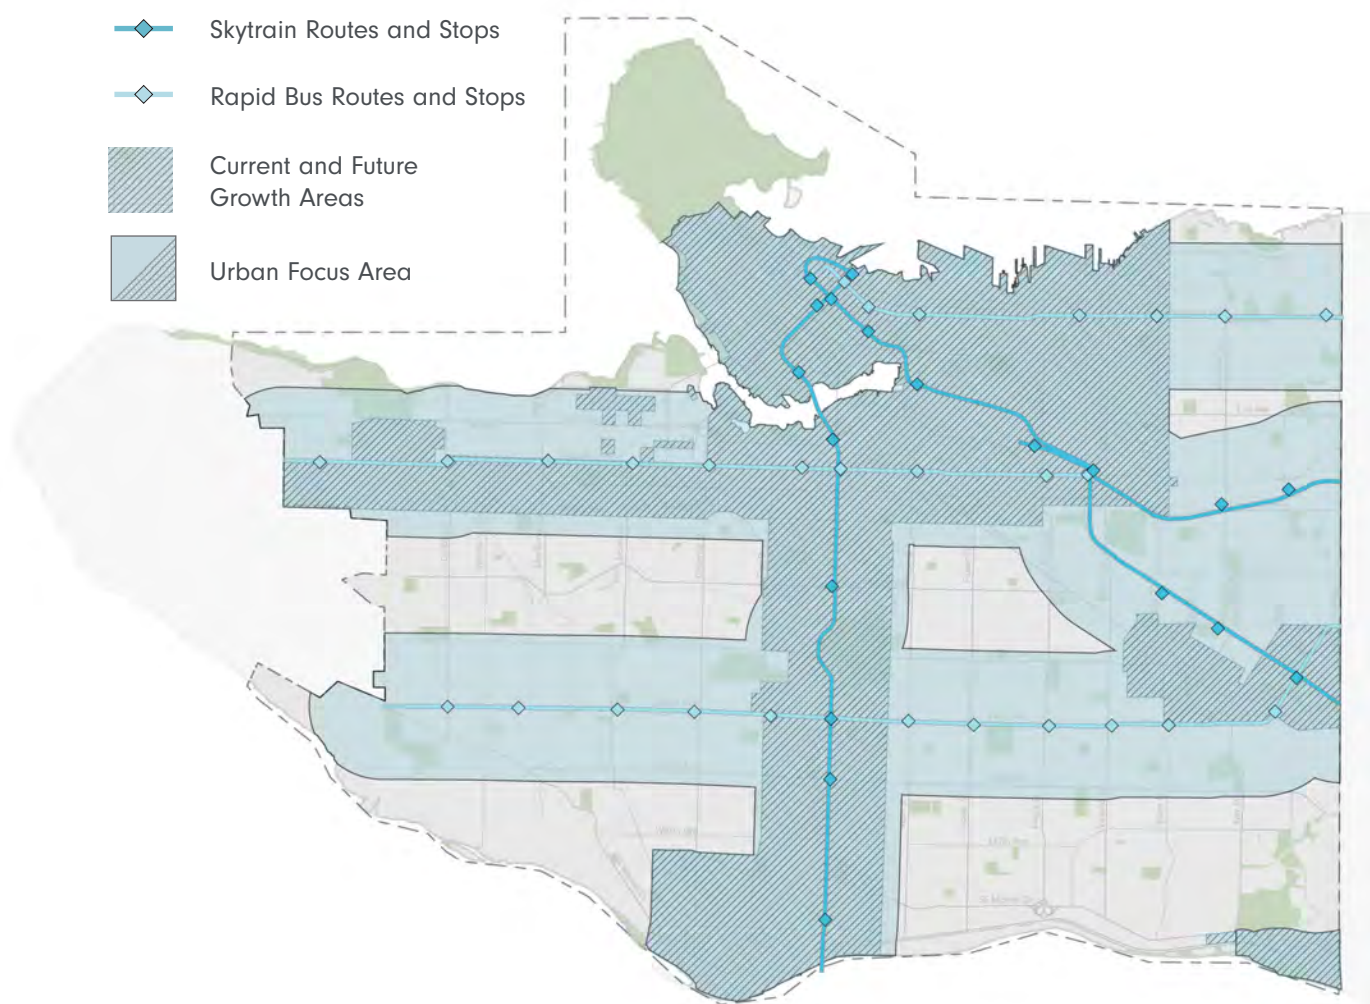 Skytrain Routes and Stops
Rapid Bus Routes and Stops
Current and Future
Growth Areas
Urban Focus Area